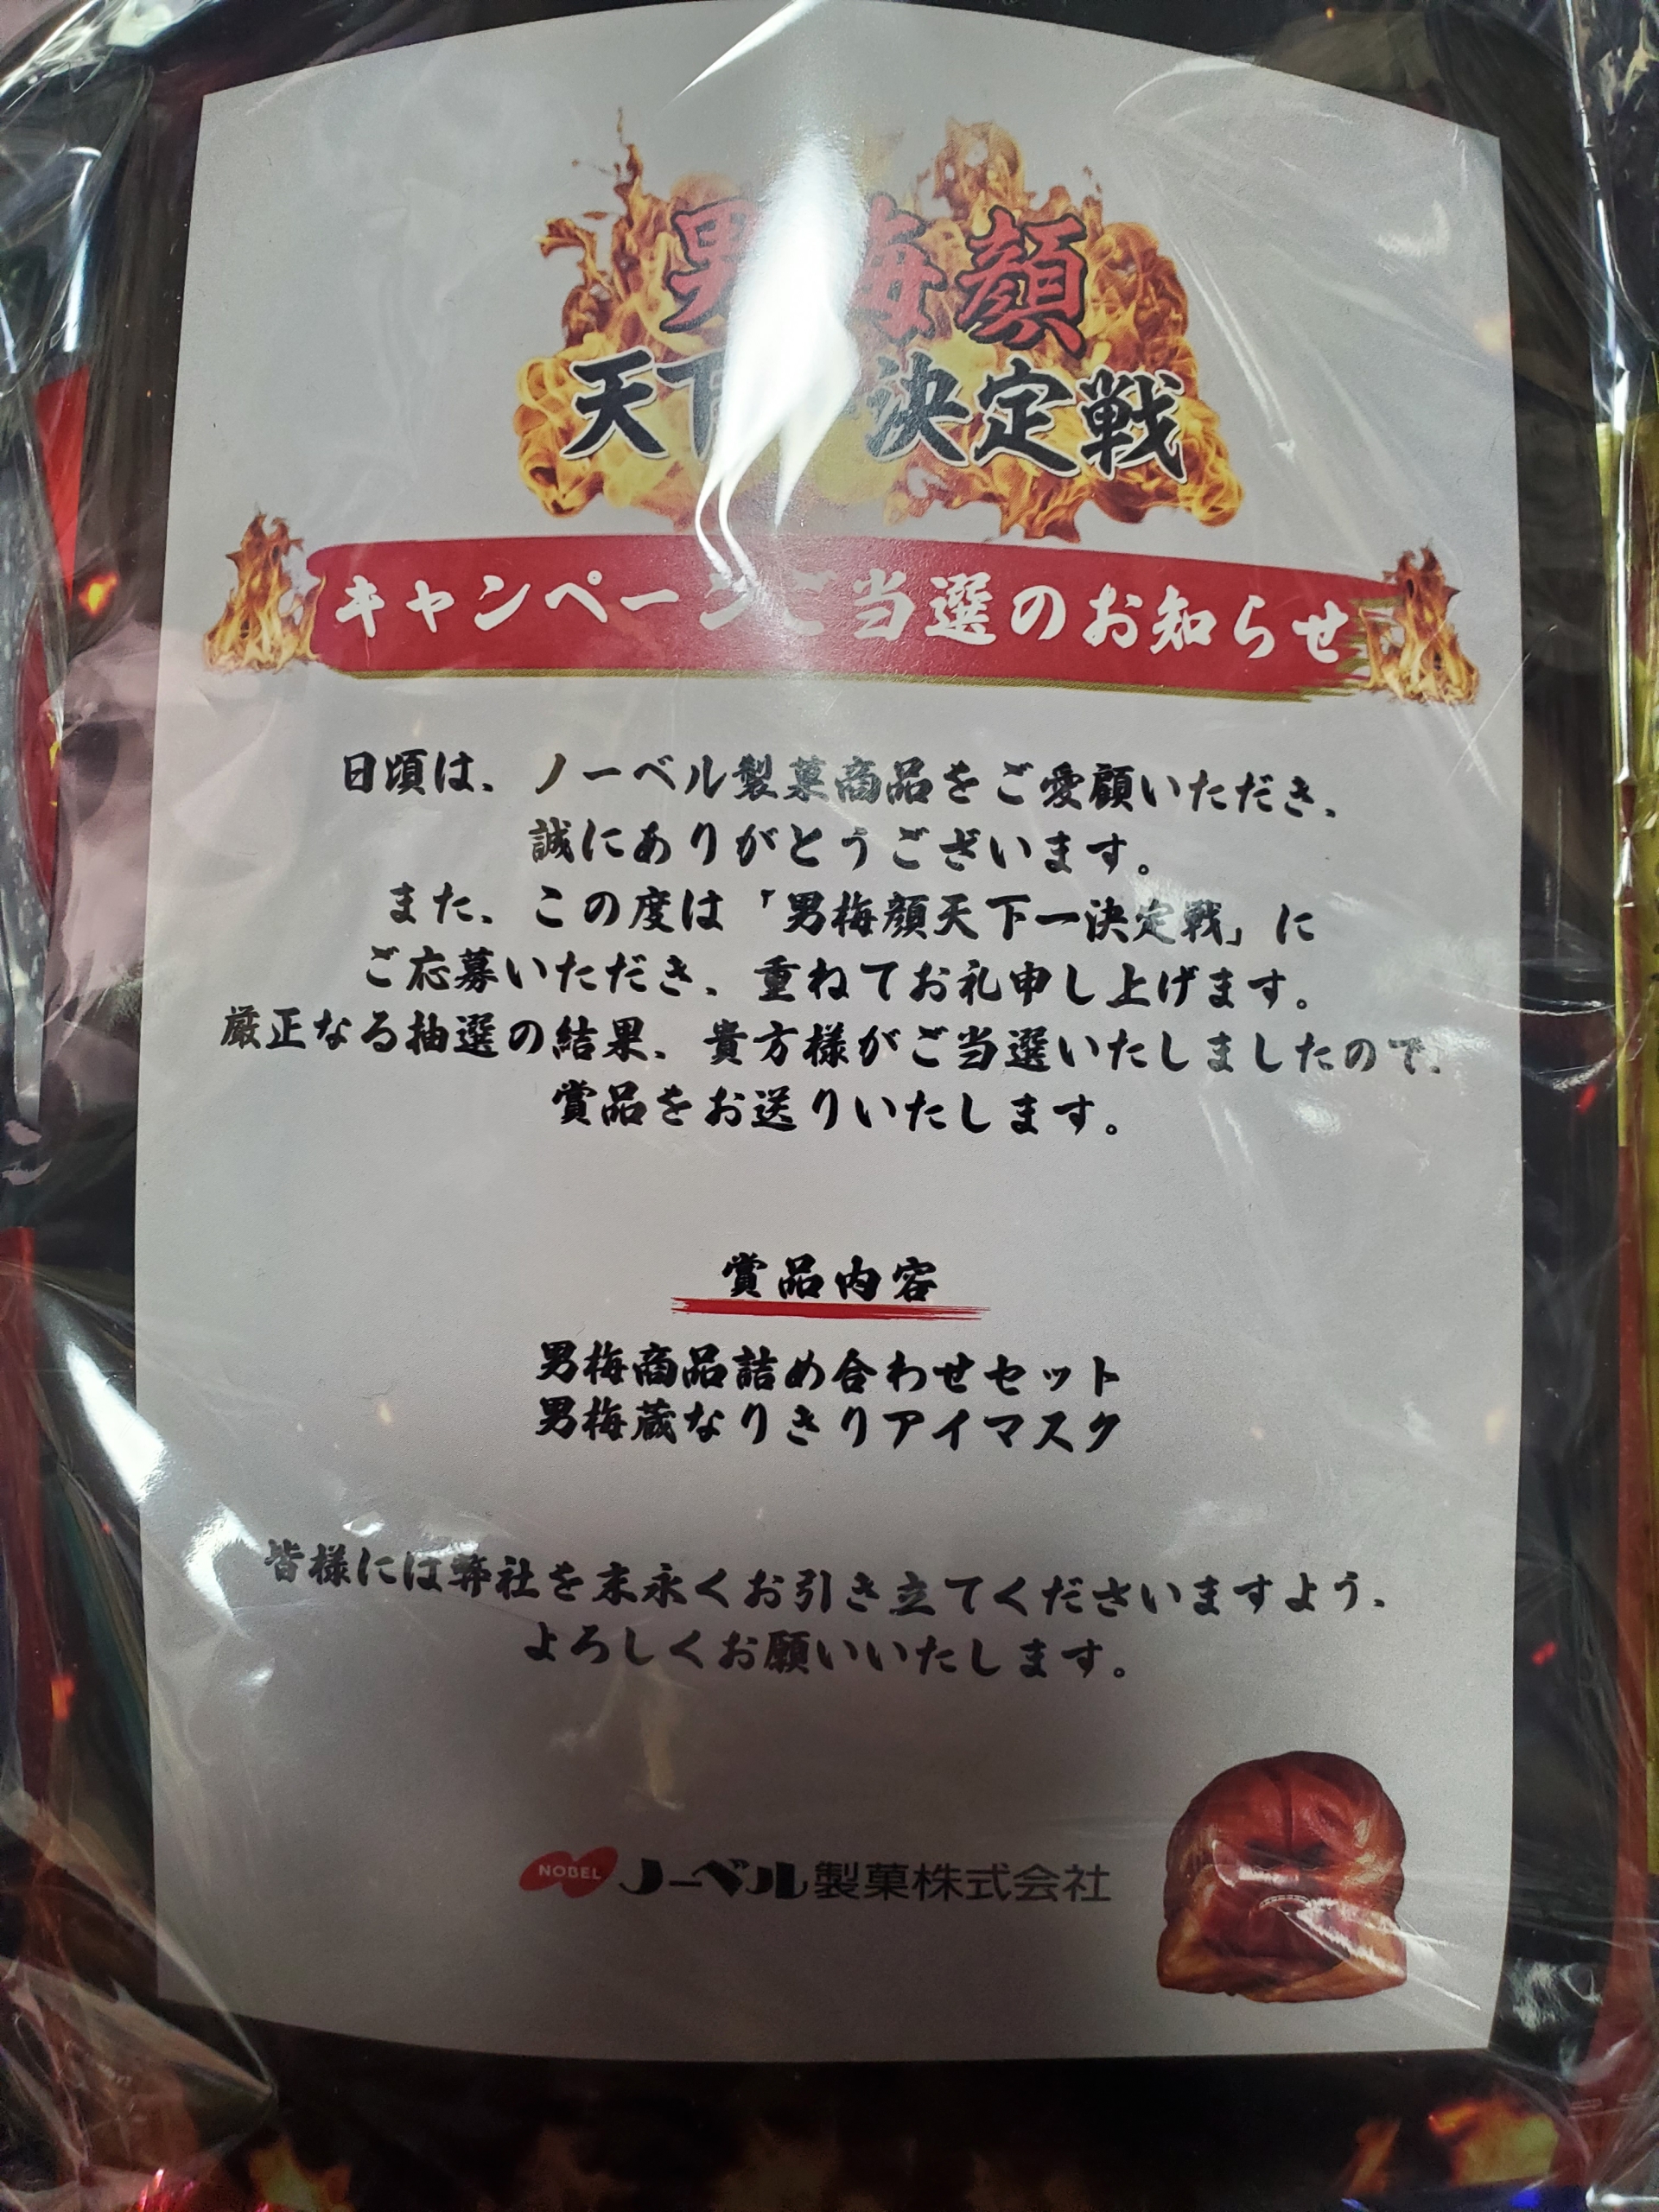 男梅顔
天下一決定戦
キャンペーンご当選のお知らせ
日頃は、ノーベル製菓商品をご愛顧いただき、
誠にありがとうございます。
また、この度は「男梅顔天下一決定戦」に
ご応募いただき、重ねてお礼申し上げます。
厳正なる抽選の結果、貴方様がご当選いたしましたので、
賞品をお送りいたします。
賞品内容
男梅商品詰め合わせセット
男梅蔵なりきりアイマスク
皆様には弊社を末永くお引き立てくださいますよう、
よろしくお願いいたします。
NOBEL ノーベル製菓株式会社